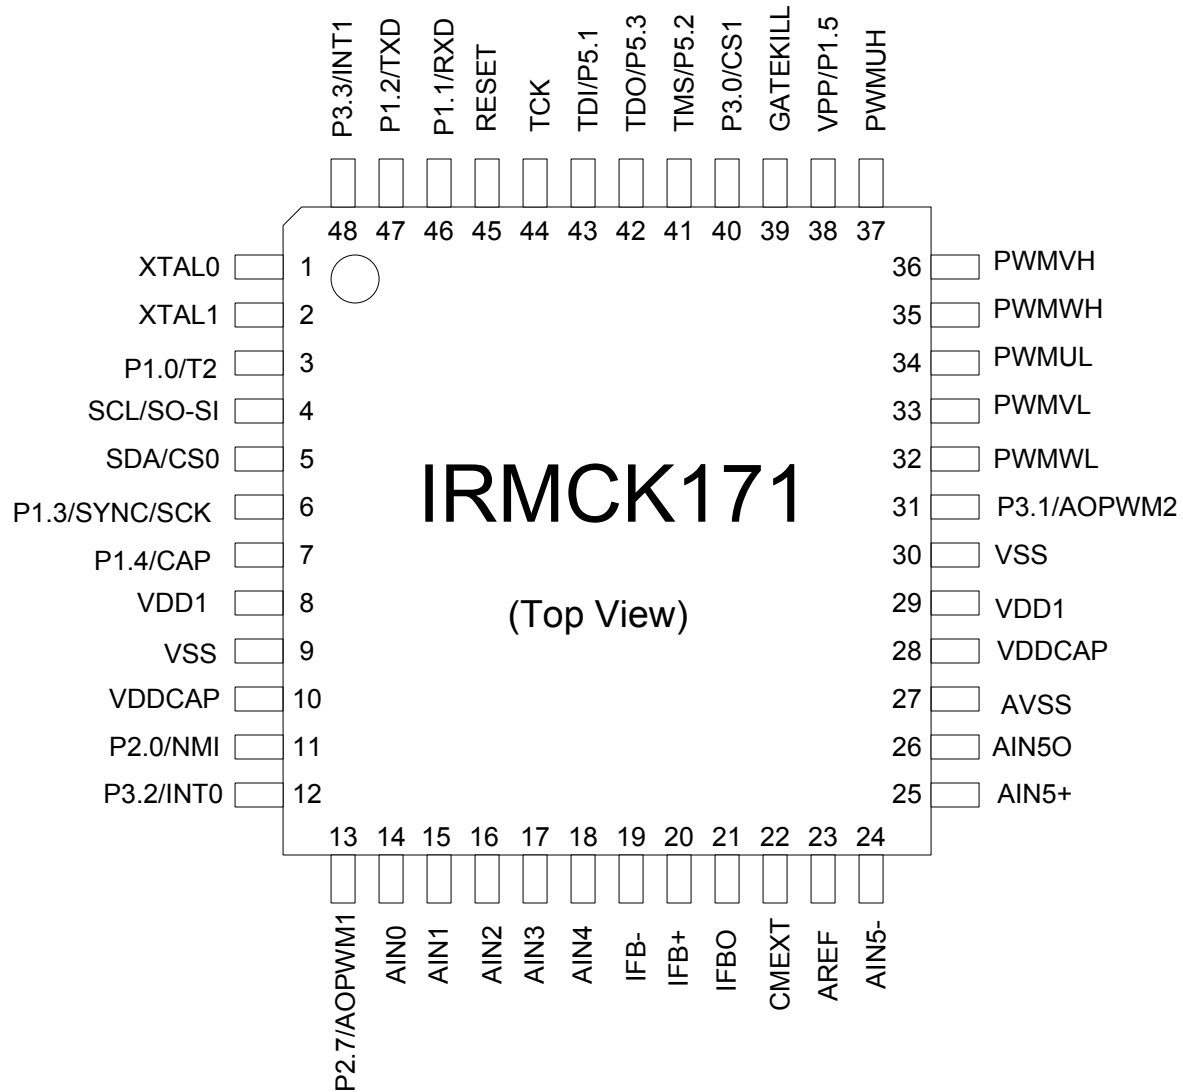 P3.3/INT1
P1.2/TXD
P1.1/RXD
RESET
TCK
TDI/P5.1
TDO/P5.3
TMS/P5.2
P3.0/CS1
GATEKILL
VPP/P1.5
PWMUH
48 47 46 45 44 43 42 41 40 39 38 37
XTAL0 1
XTAL1 2
P1.0/T2 3
SCL/SO-SI 4
SDA/CS0 5
P1.3/SYNC/SCK 6
P1.4/CAP 7
VDD1 8
VSS 9
VDDCAP 10
P2.0/NMI 11
P3.2/INT0 12
IRMCK171
(Top View)
36 PWMVH
35 PWMWH
34 PWMUL
33 PWMVL
32 PWMWL
31 P3.1/AOPWM2
30 VSS
29 VDD1
28 VDDCAP
27 AVSS
26 AIN5O
25 AIN5+
13 14 15 16 17 18 19 20 21 22 23 24
P2.7/AOPWM1
AIN0
AIN1
AIN2
AIN3
AIN4
IFB-
IFB+
IFBO
CMEXT
AREF
AIN5-